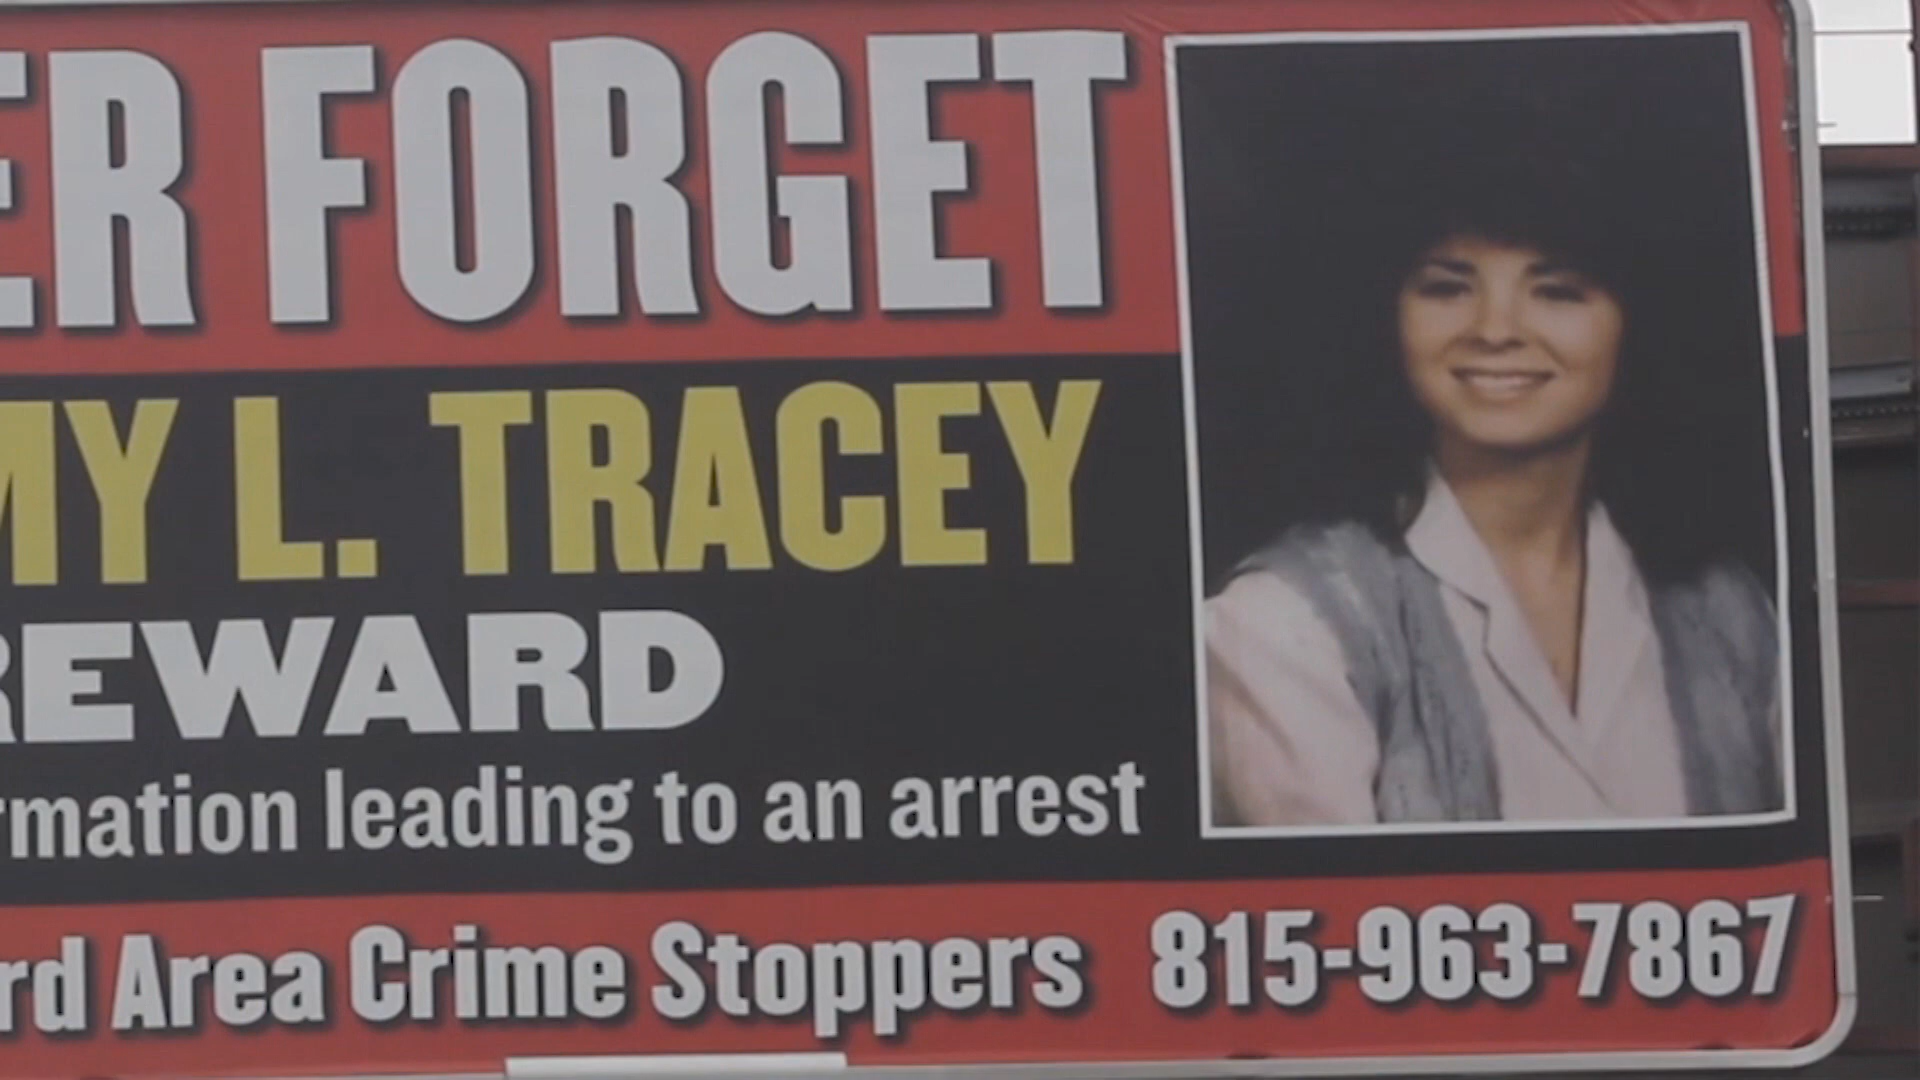 ER FORGET
MY L. TRACEY
REWARD
rmation leading to an arrest
rd Area Crime Stoppers 815-963-7867